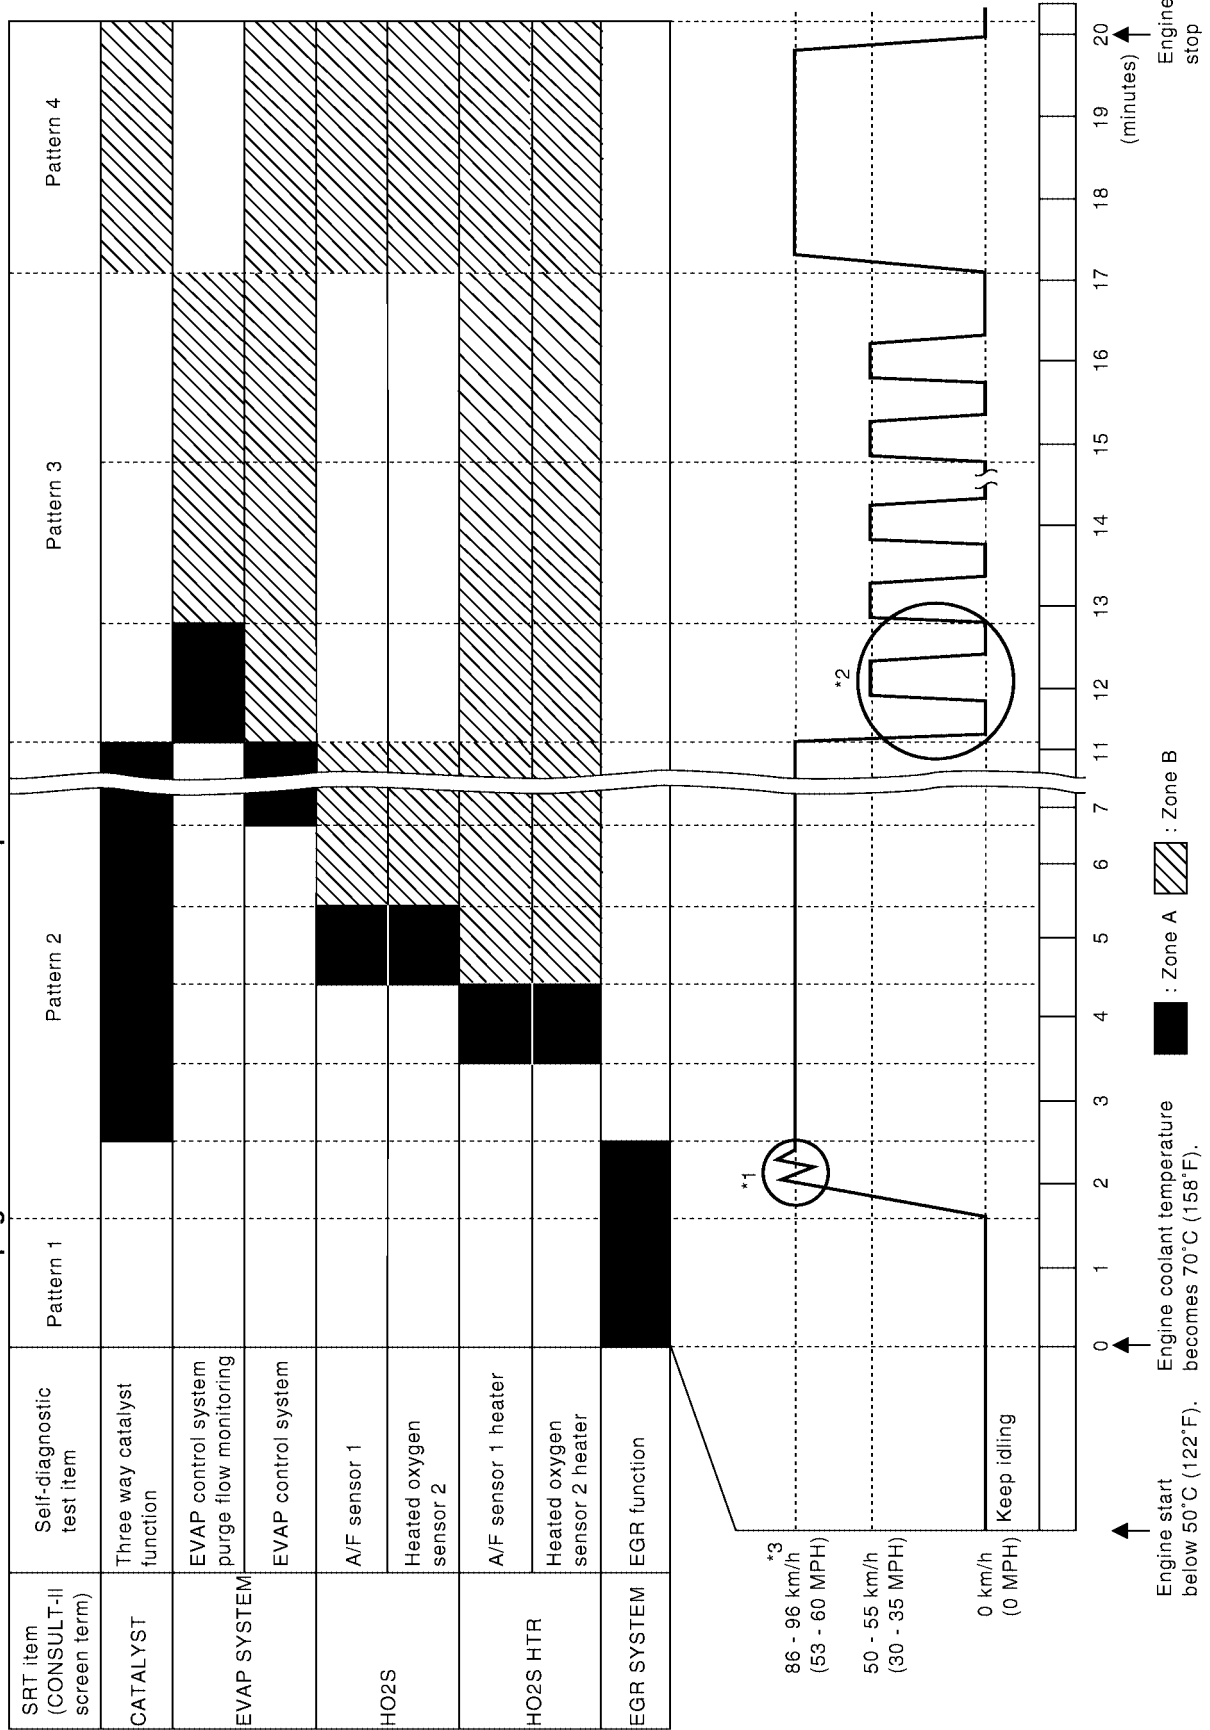 SRT item
(CONSULT-II
screen term)
Self-diagnostic
test item
Pattern 1
Pattern 2
Pattern 3
Pattern 4
CATALYST
Three way catalyst
function
EVAP SYSTEM
EVAP control system
purge flow monitoring
EVAP control system
HO2S
A/F sensor 1
Heated oxygen
sensor 2
HO2S HTR
A/F sensor 1 heater
Heated oxygen
sensor 2 heater
EGR SYSTEM
EGR function
*3
86 - 96 km/h
(53 - 60 MPH)
*1
*2
50 - 55 km/h
(30 - 35 MPH)
0 km/h
(0 MPH)
Keep idling
0 1 2 3 4 5 6 7 11 12 13 14 15 16 17 18 19 20
(minutes)
Engine start
below 50°C (122°F).
Engine coolant temperature
becomes 70°C (158°F).
: Zone A
: Zone B
Engine
stop